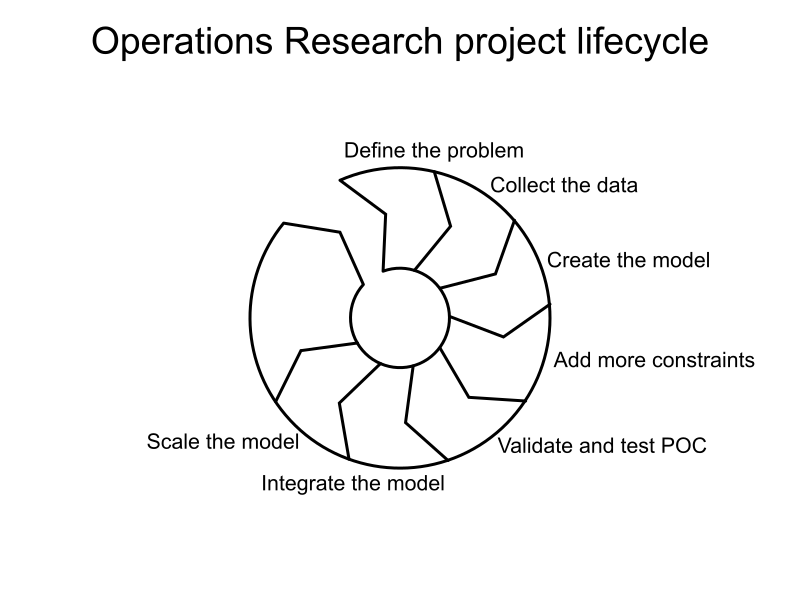 Operations Research project lifecycle
Define the problem
Collect the data
Create the model
Add more constraints
Validate and test POC
Integrate the model
Scale the model